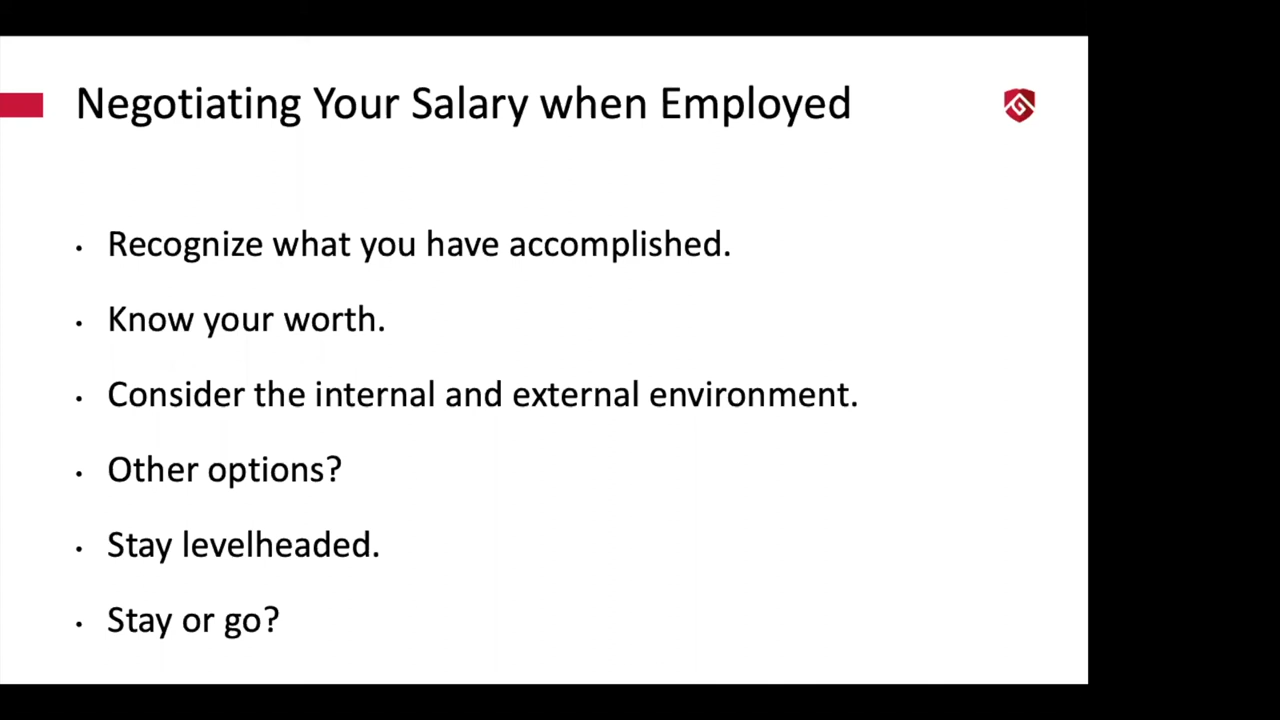 Negotiating Your Salary when Employed
• Recognize what you have accomplished.
• Know your worth.
• Consider the internal and external environment.
• Other options?
• Stay levelheaded.
• Stay or go?